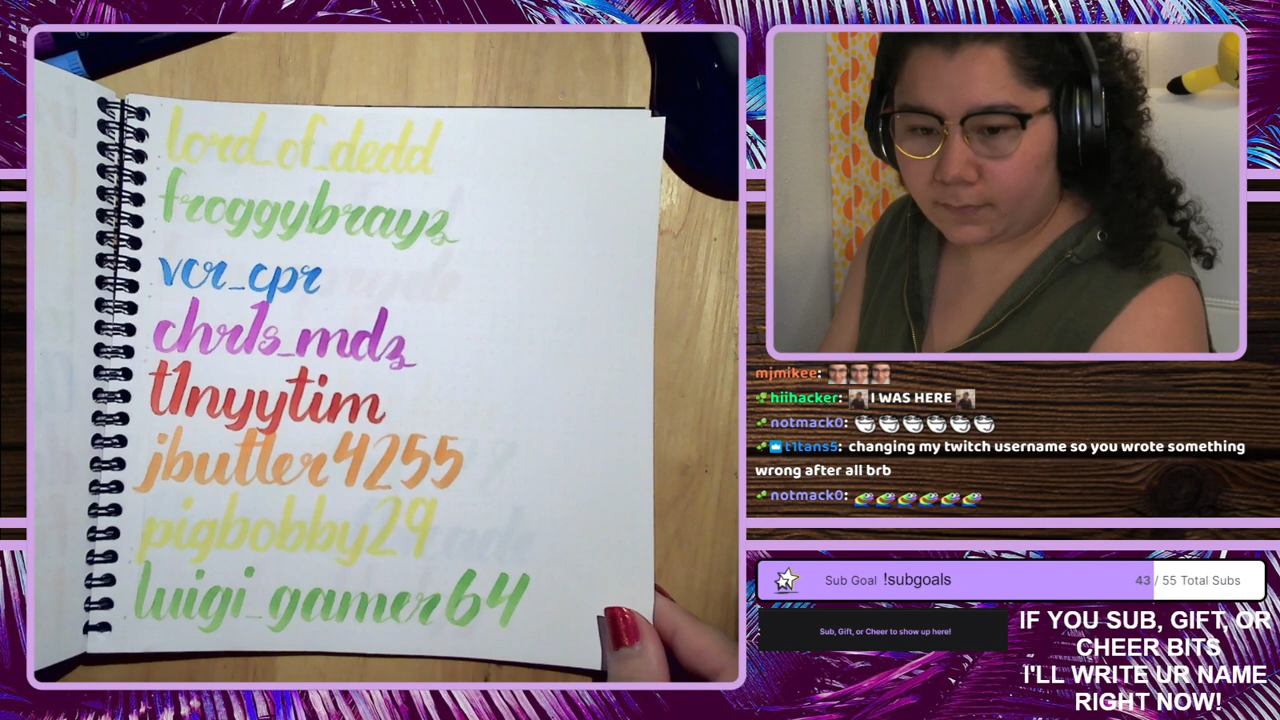 lord_of_dedd
froggybrayz
vcr_cpr
chr1s_mdz
t1nyytim
jbutler4255
pigbobby29
luigi_gamer64
mjmikee:
hiihacker: I WAS HERE
notmack0:
t1tans5: changing my twitch username so you wrote something
wrong after all brb
notmack0:
Sub Goal !subgoals 43 / 55 Total Subs
Sub, Gift, or Cheer to show up here!
IF YOU SUB, GIFT, OR
CHEER BITS
I'LL WRITE UR NAME
RIGHT NOW!